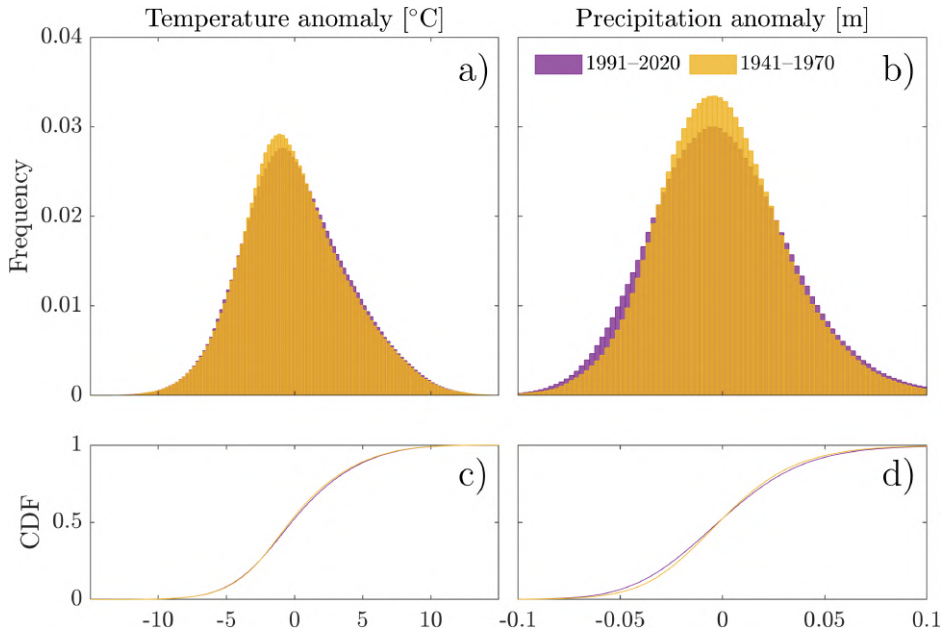 Temperature anomaly [°C]
Precipitation anomaly [m]
0.04
0.03
0.02
0.01
0
Frequency
a)
1991–2020
1941–1970
b)
1
0.5
0
CDF
c)
d)
-10
-5
0
5
10
-0.1
-0.05
0
0.05
0.1